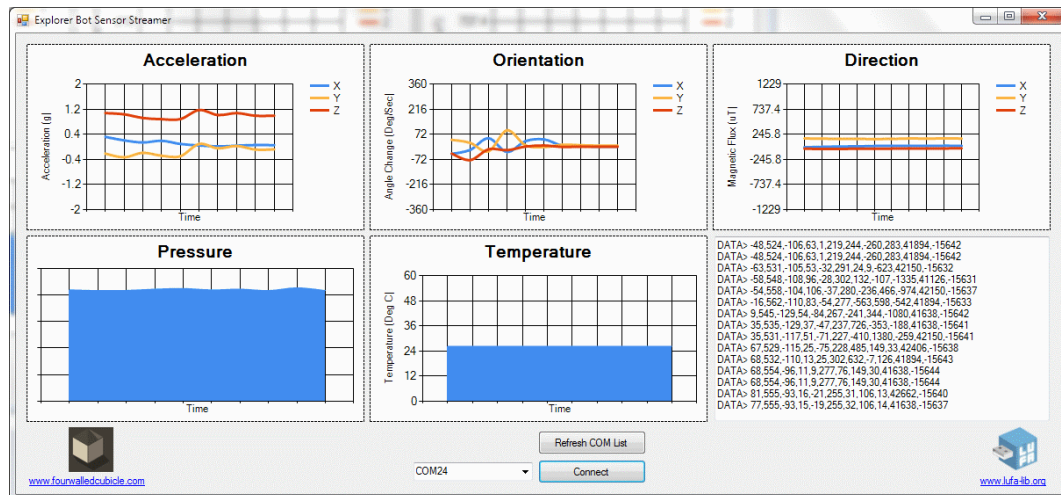 Explorer Bot Sensor Streamer
Acceleration
Acceleration [g]
2
1.2
0.4
-0.4
-1.2
-2
Time
X
Y
Z
Orientation
Angle Change [Deg/Sec]
360
216
72
-72
-216
-360
Time
X
Y
Z
Direction
Magnetic Flux (uT]
1229
737.4
245.8
-245.8
-737.4
-1229
Time
X
Y
Z
Pressure
Time
Temperature
Temperature (Deg C]
60
48
36
24
12
0
Time
DATA> -48,524,-106,63,1,219,244,-260,283,41894,-15642
DATA> -48,524,-106,63,1,219,244,-260,283,41894,-15642
DATA> -63,531,-105,53,-32,291,24,9,-623,42150,-15632
DATA> -58,548,-108,96,-28,302,132,-107,-1335,41126,-15631
DATA> -54,558,-104,106,-37,280,-236,466,-974,42150,-15637
DATA> -16,562,-110,83,-54,277,-563,598,-542,41894,-15633
DATA> 9,545,-129,54,-84,267,-241,344,-1080,41638,-15642
DATA> 35,535,-129,37,-47,237,726,-353,-188,41638,-15641
DATA> 35,531,-117,51,-71,227,-410,1380,-259,42150,-15641
DATA> 67,529,-115,25,-75,228,485,149,33,42406,-15638
DATA> 68,532,-110,13,25,302,632,-7,126,41894,-15643
DATA> 68,554,-96,11,9,277,76,149,30,41638,-15644
DATA> 68,554,-96,11,9,277,76,149,30,41638,-15644
DATA> 81,555,-93,16,-21,255,31,106,13,42662,-15640
DATA> 77,555,-93,15,-19,255,32,106,14,41638,-15637
www.fourwalledcubicle.com
Refresh COM List
COM24
Connect
LUFA
www.lufa-lib.org